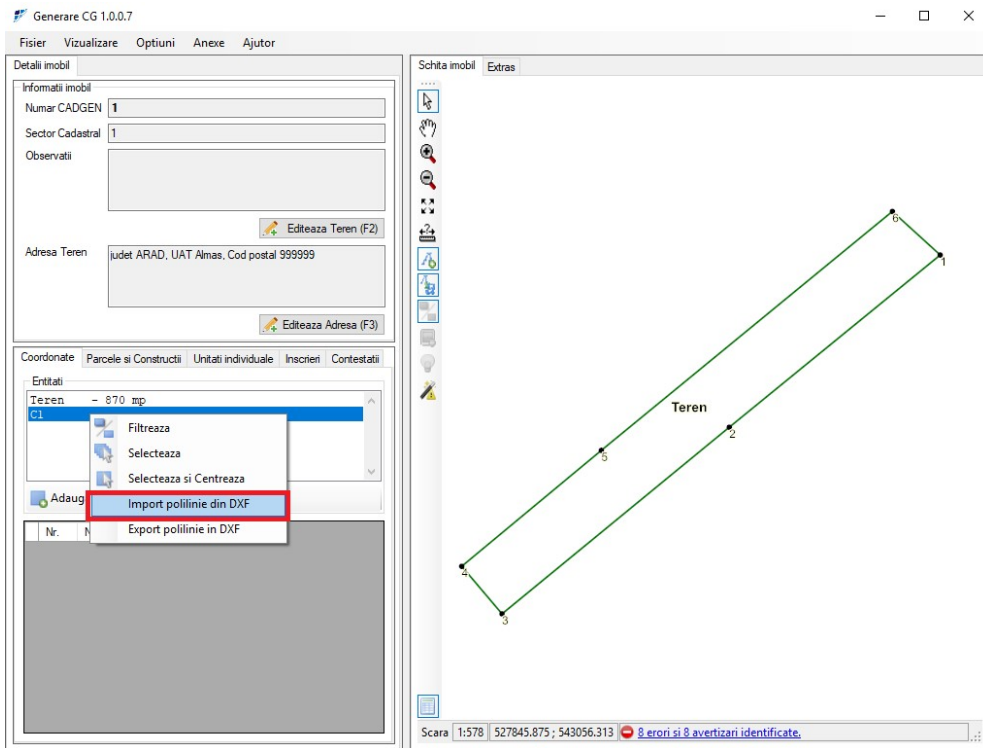 Generare CG 1.0.0.7
Fisier Vizualizare Optiuni Anexe Ajutor
Detalii imobil
Informatii imobil
Numar CADGEN 1
Sector Cadastral 1
Observatii
Editeaza Teren (F2)
Adresa Teren
judet ARAD, UAT Almas, Cod postal 999999
Editeaza Adresa (F3)
Coordonate Parcele si Constructii Unitati individuale Inscrieri Contestatii
Entitati
Teren - 870 mp
C1
Filtreaza
Selecteaza
Selecteaza si Centreaza
Adaug
Import polilinie din DXF
Export polilinie in DXF
Nr. N
Schita imobil Extras
6
1
Teren
2
5
4
3
Scara 1:578 527845.875 ; 543056.313 8 erori si 8 avertizari identificate.